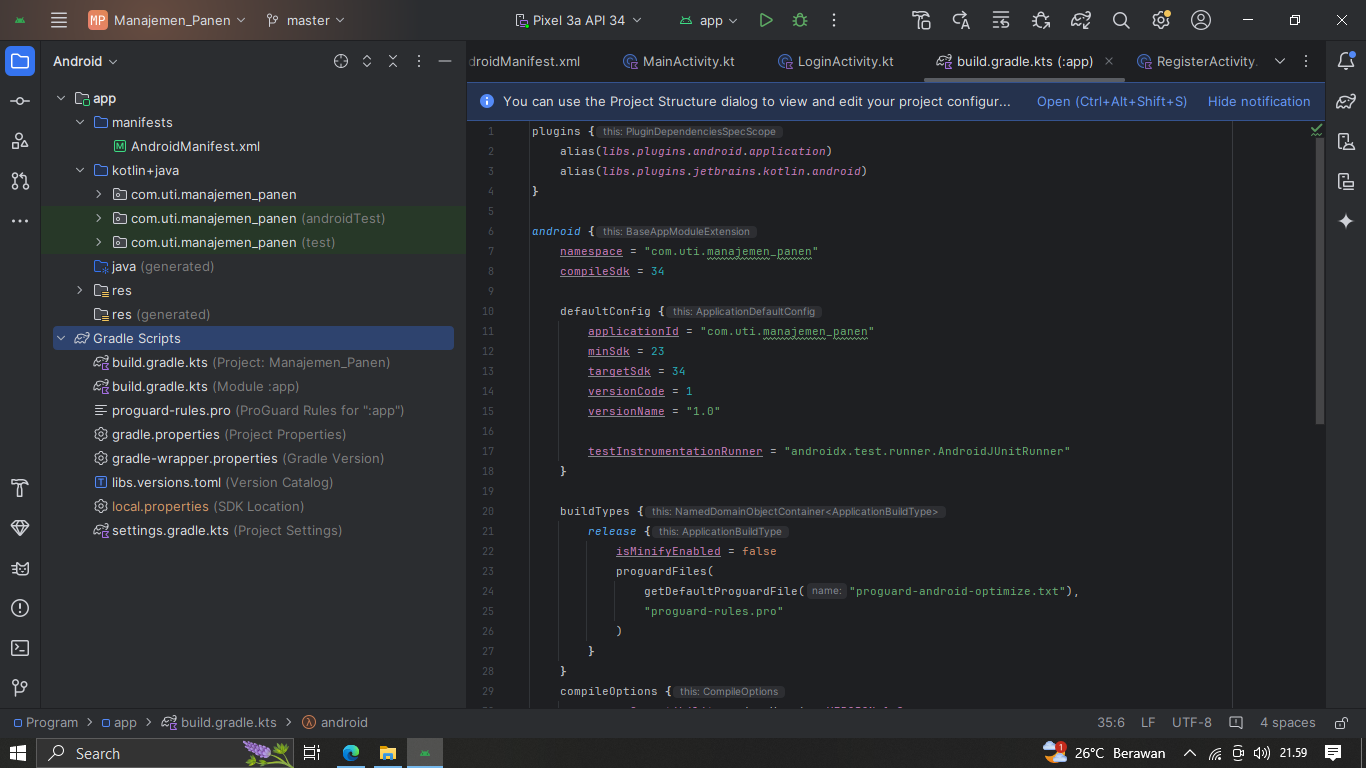 MP Manajemen_Panen master Pixel 3a API 34 app
Android
app
manifests
AndroidManifest.xml
kotlin+java
com.uti.manajemen_panen
com.uti.manajemen_panen (androidTest)
com.uti.manajemen_panen (test)
java (generated)
res
res (generated)
Gradle Scripts
build.gradle.kts (Project: Manajemen_Panen)
build.gradle.kts (Module :app)
proguard-rules.pro (ProGuard Rules for ":app")
gradle.properties (Project Properties)
gradle-wrapper.properties (Gradle Version)
libs.versions.toml (Version Catalog)
local.properties (SDK Location)
settings.gradle.kts (Project Settings)
droidManifest.xml MainActivity.kt LoginActivity.kt build.gradle.kts (:app) RegisterActivity.
You can use the Project Structure dialog to view and edit your project configur... Open (Ctrl+Alt+Shift+S) Hide notification
1 plugins { this: PluginDependenciesSpecScope
2 alias(libs.plugins.android.application)
3 alias(libs.plugins.jetbrains.kotlin.android)
4 }
5
6 android { this: BaseAppModuleExtension
7 namespace = "com.uti.manajemen_panen"
8 compileSdk = 34
9
10 defaultConfig { this: ApplicationDefaultConfig
11 applicationId = "com.uti.manajemen_panen"
12 minSdk = 23
13 targetSdk = 34
14 versionCode = 1
15 versionName = "1.0"
16
17 testInstrumentationRunner = "androidx.test.runner.AndroidJUnitRunner"
18 }
19
20 buildTypes { this: NamedDomainObjectContainer<ApplicationBuildType>
21 release { this: ApplicationBuildType
22 isMinifyEnabled = false
23 proguardFiles(
24 getDefaultProguardFile( name: "proguard-android-optimize.txt"),
25 "proguard-rules.pro"
26 )
27 }
28 }
29 compileOptions { this: CompileOptions
Program app build.gradle.kts android 35:6 LF UTF-8 4 spaces
Search 1 26°C Berawan 21.59